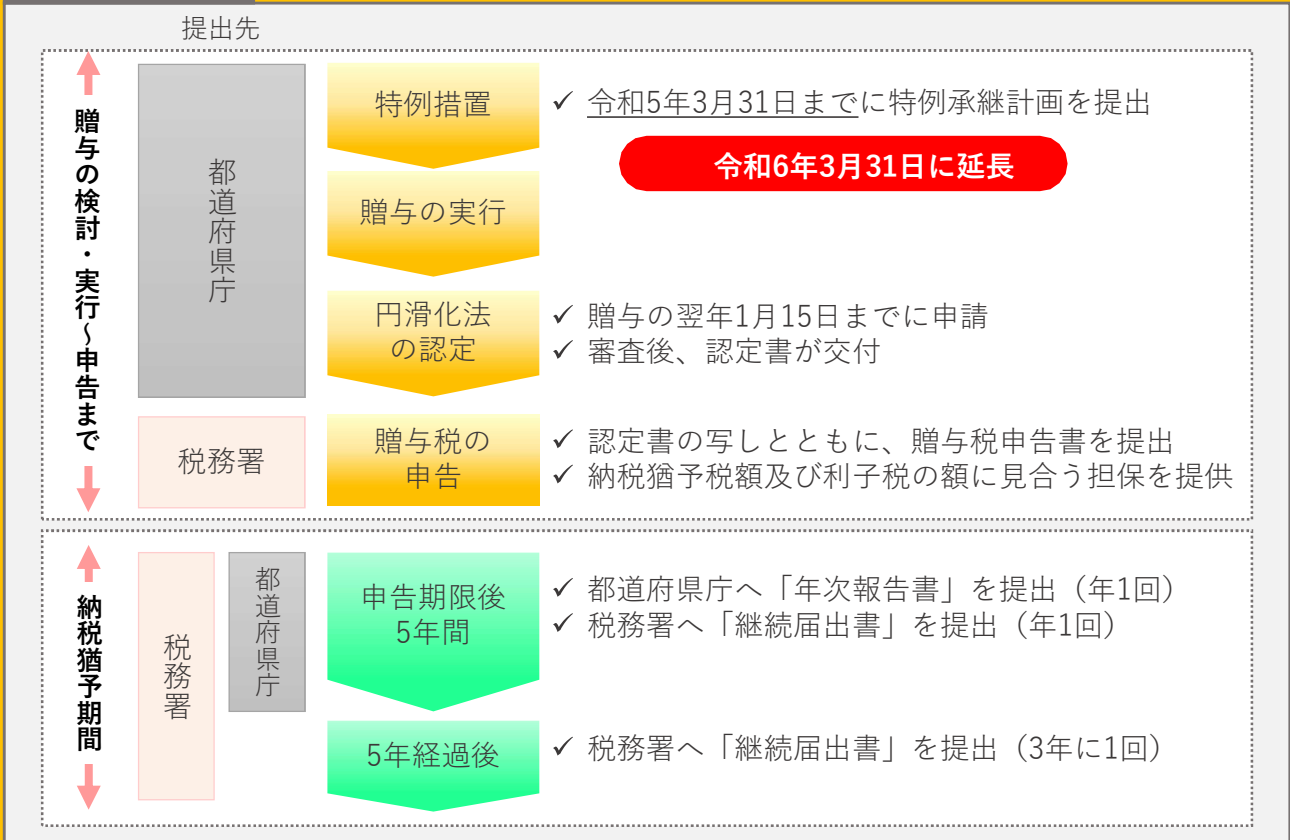 提出先
贈与の検討・実行~申告まで
都道府県庁
特例措置
✓ 令和5年3月31日までに特例承継計画を提出
令和6年3月31日に延長
贈与の実行
円滑化法
の認定
✓ 贈与の翌年1月15日までに申請
✓ 審査後、認定書が交付
税務署
贈与税の
申告
✓ 認定書の写しとともに、贈与税申告書を提出
✓ 納税猶予税額及び利子税の額に見合う担保を提供
納税猶予期間
税務署
都道府県庁
申告期限後
5年間
✓ 都道府県庁へ「年次報告書」を提出（年1回）
✓ 税務署へ「継続届出書」を提出（年1回）
5年経過後
✓ 税務署へ「継続届出書」を提出（3年に1回）